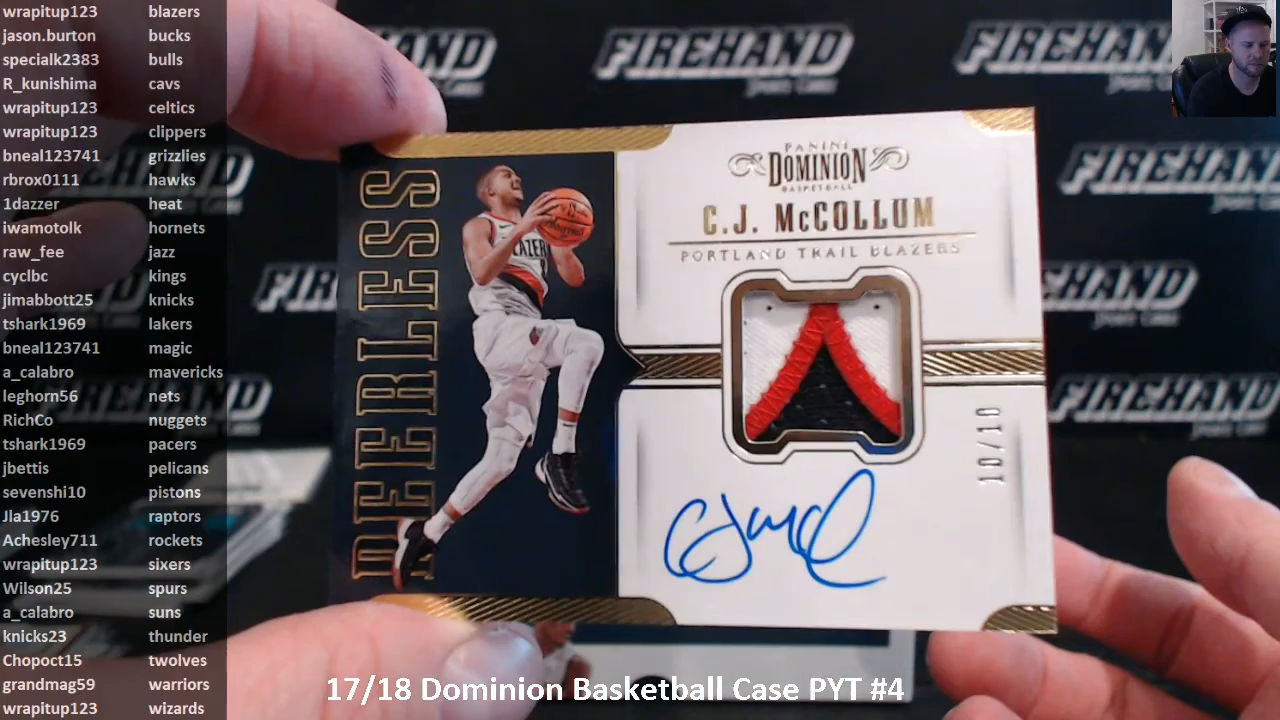 wrapitup123 blazers
jason.burton bucks
specialk2383 bulls
R_kunishima cavs
wrapitup123 celtics
wrapitup123 clippers
bneal123741 grizzlies
rbrox0111 hawks
1dazzer heat
iwamotolk hornets
raw_fee jazz
cyclbc kings
jimabbott25 knicks
tshark1969 lakers
bneal123741 magic
a_calabro mavericks
leghorn56 nets
RichCo nuggets
tshark1969 pacers
jbettis pelicans
sevenshi10 pistons
Jla1976 raptors
Achesley711 rockets
wrapitup123 sixers
Wilson25 spurs
a_calabro suns
knicks23 thunder
Chopoct15 twolves
grandmag59 warriors
wrapitup123 wizards
FIREHAND
FIREHAND
FIREHAND
FIREHAND
PEERLESS
PANINI
DOMINION
BASKETBALL
C.J. McCOLLUM
PORTLAND TRAIL BLAZERS
10/10
17/18 Dominion Basketball Case PYT #4